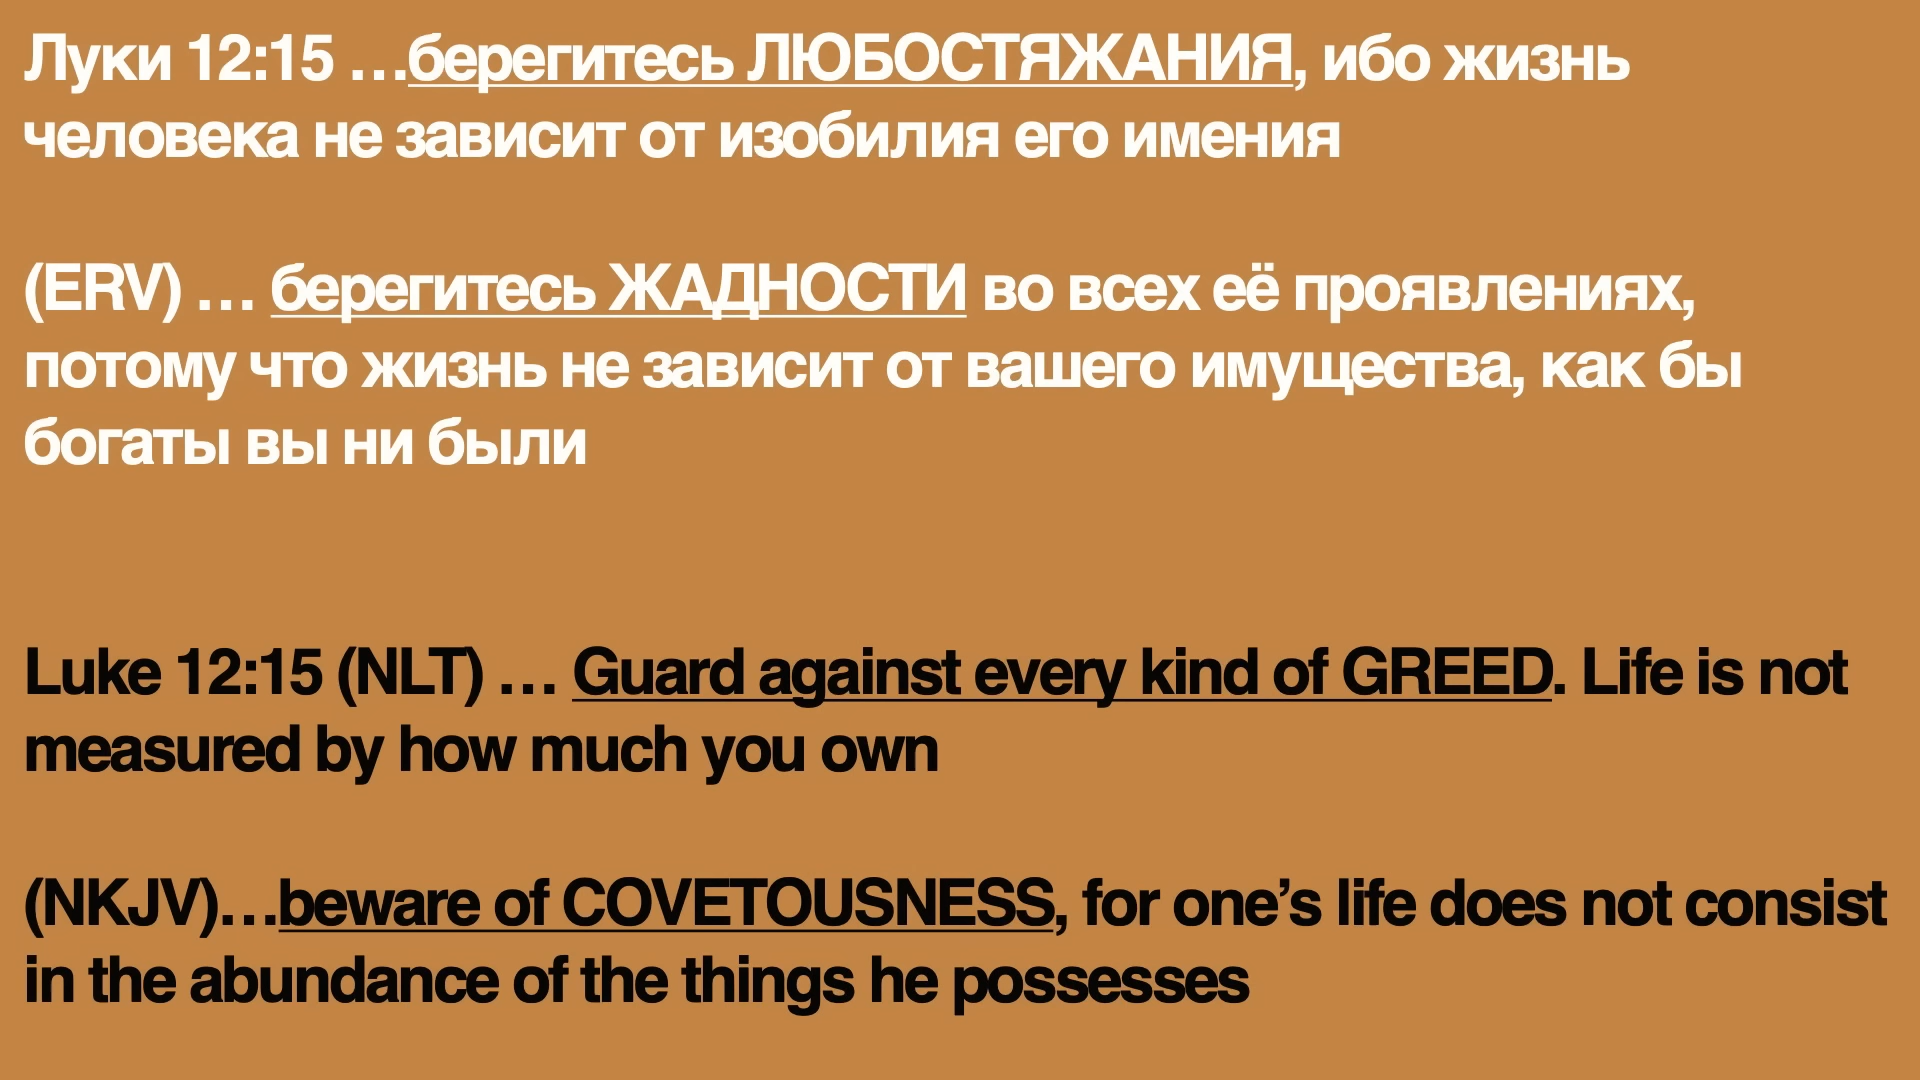 Луки 12:15 …берегитесь ЛЮБОСТЯЖАНИЯ, ибо жизнь
человека не зависит от изобилия его имения
(ERV) … берегитесь ЖАДНОСТИ во всех её проявлениях,
потому что жизнь не зависит от вашего имущества, как бы
богаты вы ни были
Luke 12:15 (NLT) … Guard against every kind of GREED. Life is not
measured by how much you own
(NKJV)…beware of COVETOUSNESS, for one’s life does not consist
in the abundance of the things he possesses